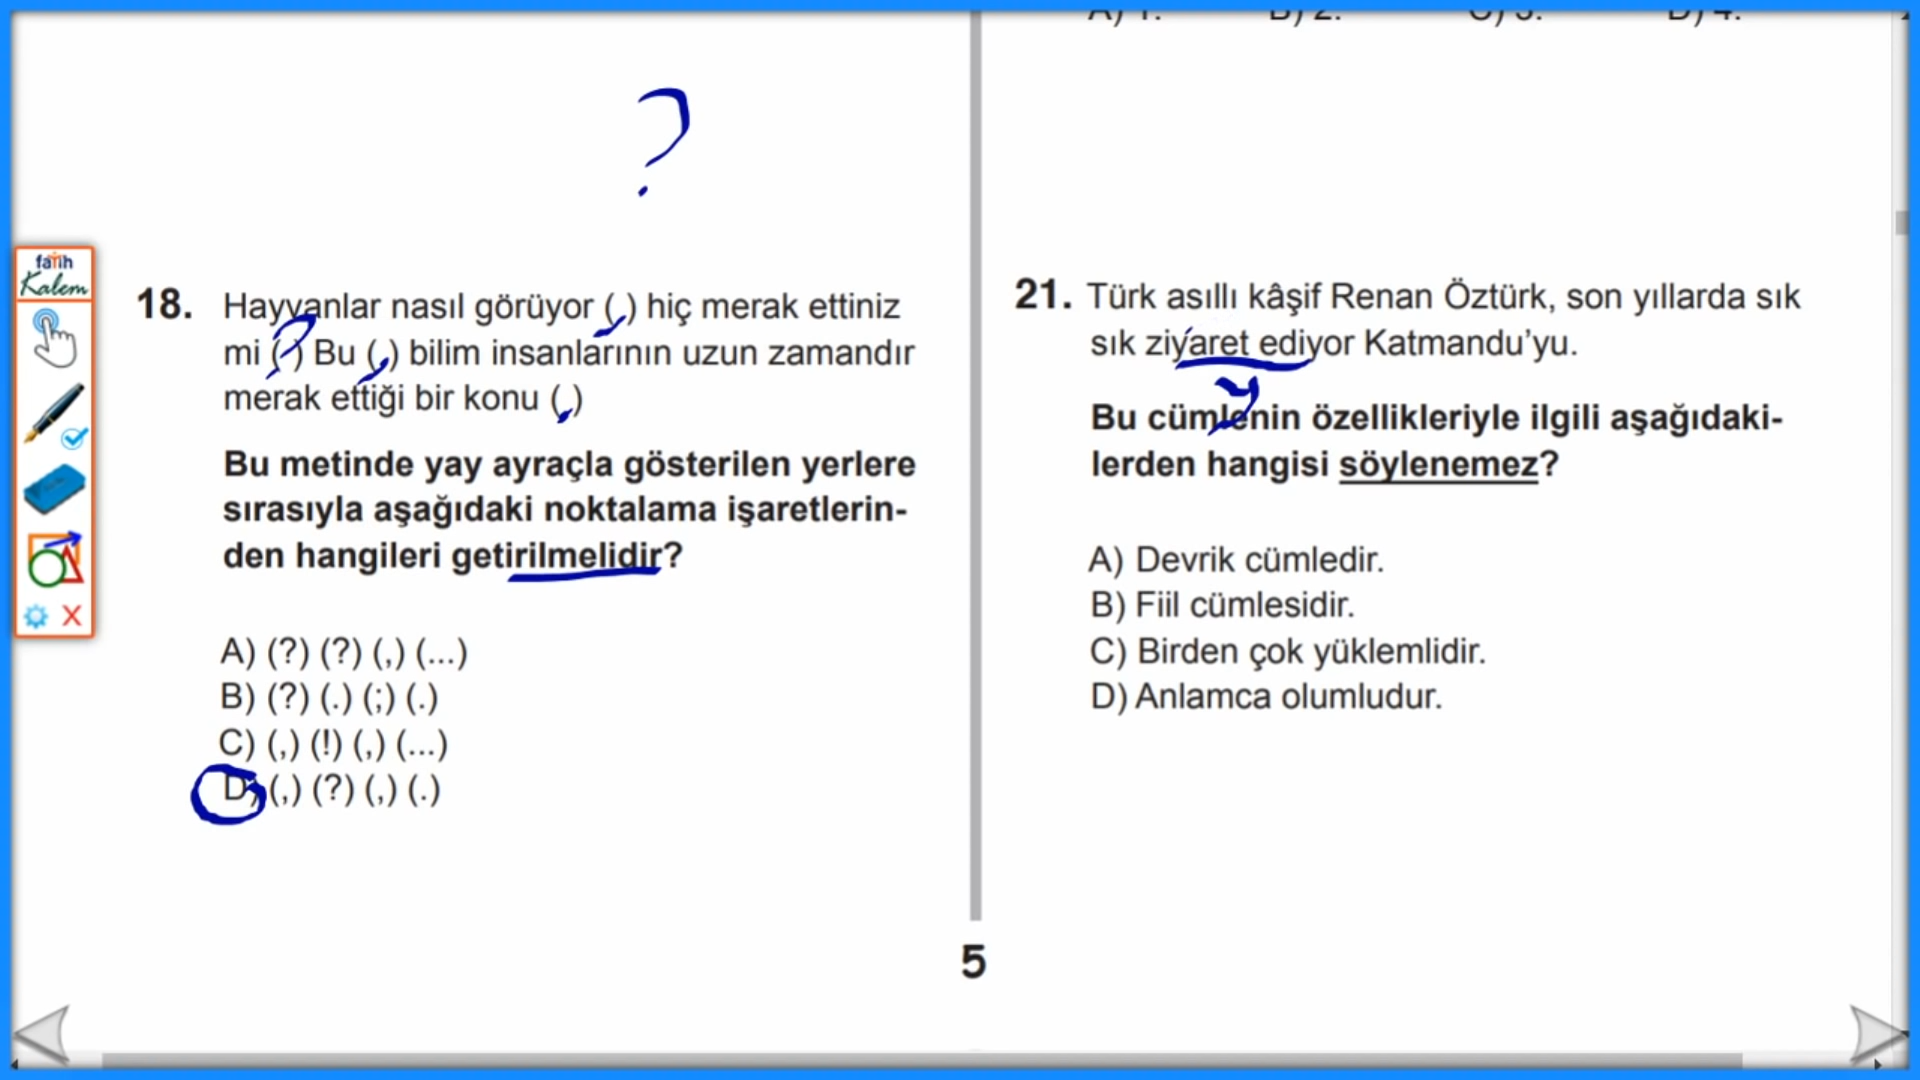 fatih
Kalem
?
18. Hayvanlar nasıl görüyor (,) hiç merak ettiniz
mi (?) Bu (,) bilim insanlarının uzun zamandır
merak ettiği bir konu (.)
Bu metinde yay ayraçla gösterilen yerlere
sırasıyla aşağıdaki noktalama işaretlerin-
den hangileri getirilmelidir?
A) (?) (?) (,) (...)
B) (?) (.) (;) (.)
C) (,) (!) (,) (...)
D) (,) (?) (,) (.)
21. Türk asıllı kâşif Renan Öztürk, son yıllarda sık
sık ziyaret ediyor Katmandu’yu.
Bu cümlenin özellikleriyle ilgili aşağıdaki-
lerden hangisi söylenemez?
A) Devrik cümledir.
B) Fiil cümlesidir.
C) Birden çok yüklemlidir.
D) Anlamca olumludur.
5